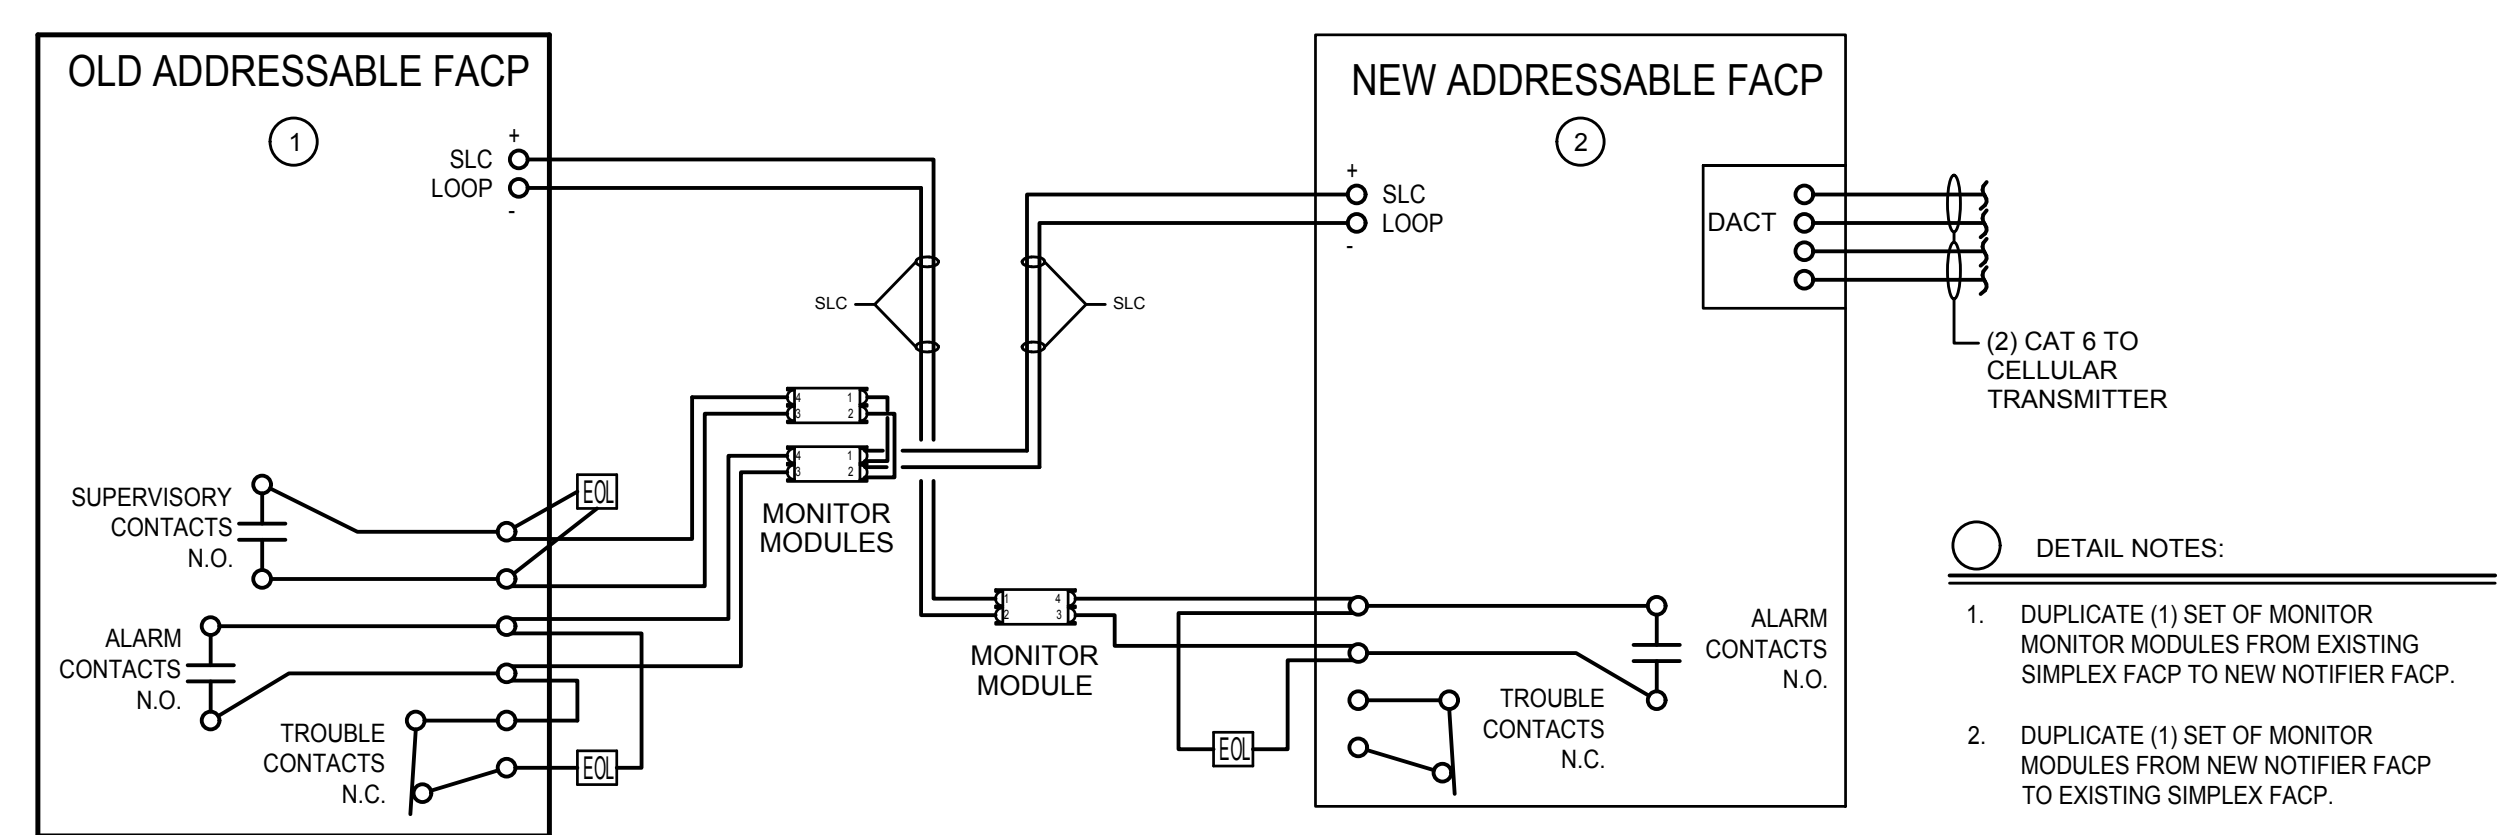 OLD ADDRESSABLE FACP
1
+
SLC
LOOP
-
SUPERVISORY
CONTACTS
N.O.
ALARM
CONTACTS
N.O.
TROUBLE
CONTACTS
N.C.
EOL
EOL
SLC
SLC
4 1
3 2
4 1
3 2
MONITOR
MODULES
1 4
2 3
MONITOR
MODULE
EOL
NEW ADDRESSABLE FACP
2
+
SLC
LOOP
-
DACT
(2) CAT 6 TO
CELLULAR
TRANSMITTER
ALARM
CONTACTS
N.O.
TROUBLE
CONTACTS
N.C.
DETAIL NOTES:
1. DUPLICATE (1) SET OF MONITOR
MONITOR MODULES FROM EXISTING
SIMPLEX FACP TO NEW NOTIFIER FACP.
2. DUPLICATE (1) SET OF MONITOR
MODULES FROM NEW NOTIFIER FACP
TO EXISTING SIMPLEX FACP.